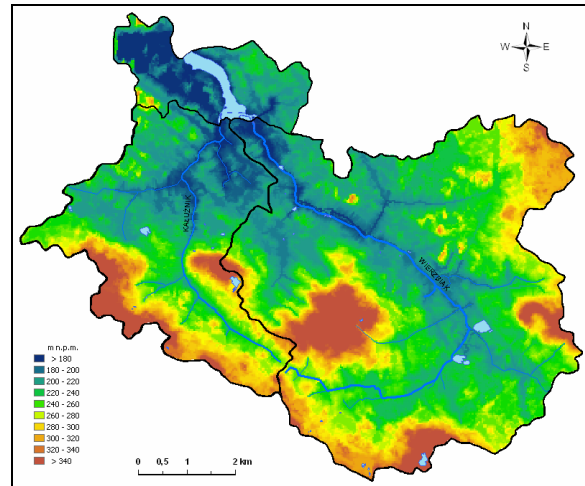 N
W E
S
KAŁUŻNIK
WIERZBIAK
m n.p.m.
> 180
180 - 200
200 - 220
220 - 240
240 - 260
260 - 280
280 - 300
300 - 320
320 - 340
> 340
0 0,5 1 2 km